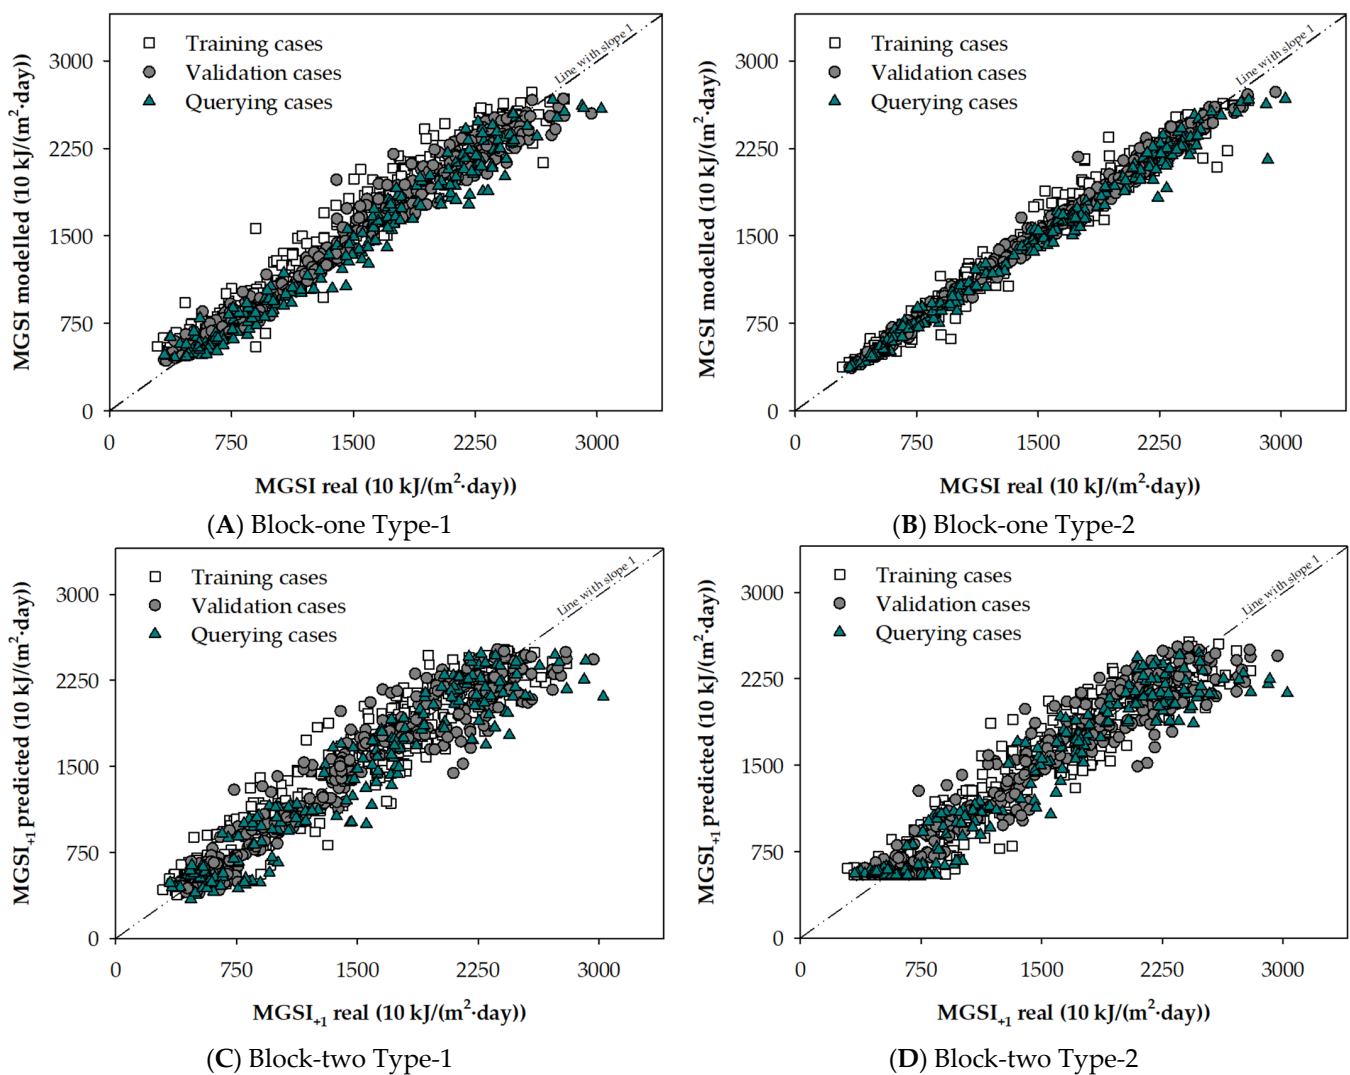 Training cases
Validation cases
Querying cases
Line with slope 1
MGSI modelled (10 kJ/(m²·day))
3000
2250
1500
750
0
0 750 1500 2250 3000
MGSI real (10 kJ/(m²·day))
(A) Block-one Type-1
Training cases
Validation cases
Querying cases
Line with slope 1
MGSI modelled (10 kJ/(m²·day))
3000
2250
1500
750
0
0 750 1500 2250 3000
MGSI real (10 kJ/(m²·day))
(B) Block-one Type-2
Training cases
Validation cases
Querying cases
Line with slope 1
MGSI₊₁ predicted (10 kJ/(m²·day))
3000
2250
1500
750
0
0 750 1500 2250 3000
MGSI₊₁ real (10 kJ/(m²·day))
(C) Block-two Type-1
Training cases
Validation cases
Querying cases
Line with slope 1
MGSI₊₁ predicted (10 kJ/(m²·day))
3000
2250
1500
750
0
0 750 1500 2250 3000
MGSI₊₁ real (10 kJ/(m²·day))
(D) Block-two Type-2